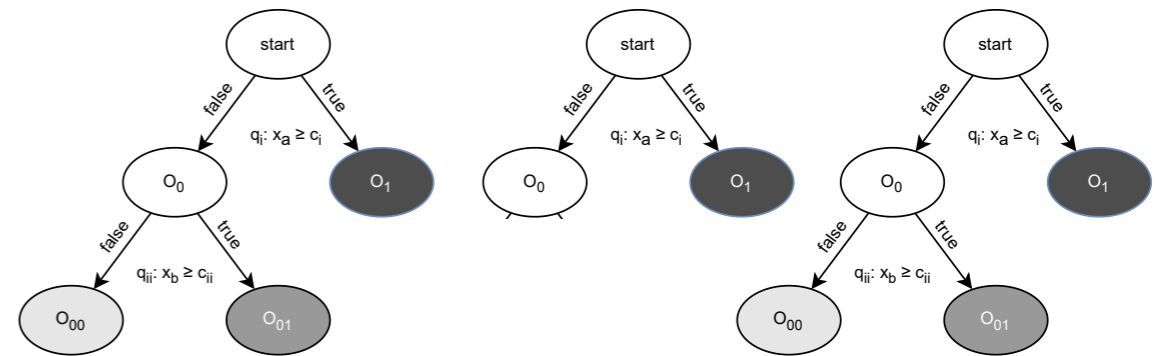 start
false
true
qi: xa ≥ ci
O0
O1
false
true
qii: xb ≥ cii
O00
O01
start
false
true
qi: xa ≥ ci
O0
O1
start
false
true
qi: xa ≥ ci
O0
O1
false
true
qii: xb ≥ cii
O00
O01